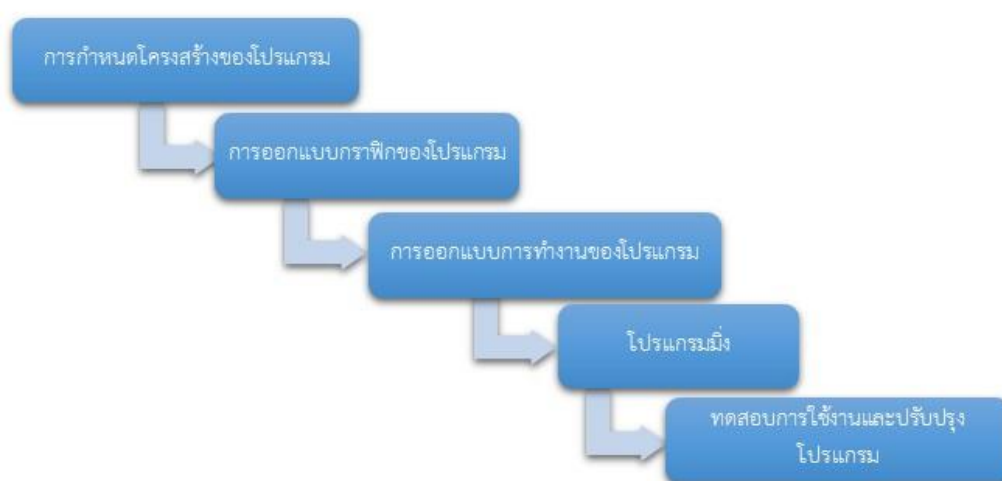 การกำหนดโครงสร้างของโปรแกรม
การออกแบบกราฟิกของโปรแกรม
การออกแบบการทำงานของโปรแกรม
โปรแกรมมิ่ง
ทดสอบการใช้งานและปรับปรุง
โปรแกรม